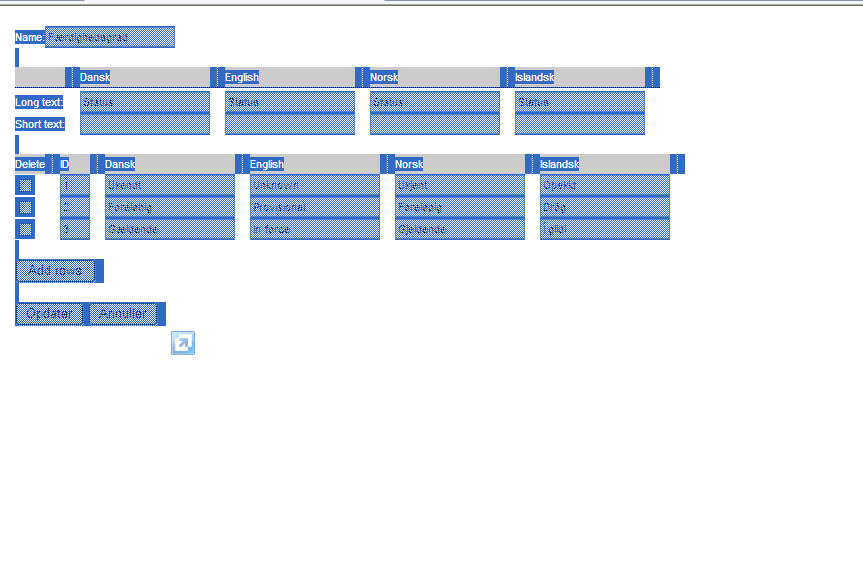 Name: Færdighedsgrad
Dansk English Norsk Islandsk
Long text: Status Status Status Status
Short text:
Delete ID Dansk English Norsk Islandsk
1 Ukendt Unknown Ukjent Óþekkt
2 Foreløbig Provisional Foreløpig Drög
3 Gældende In force Gjeldende Í gildi
Add rows
Opdater Annuller